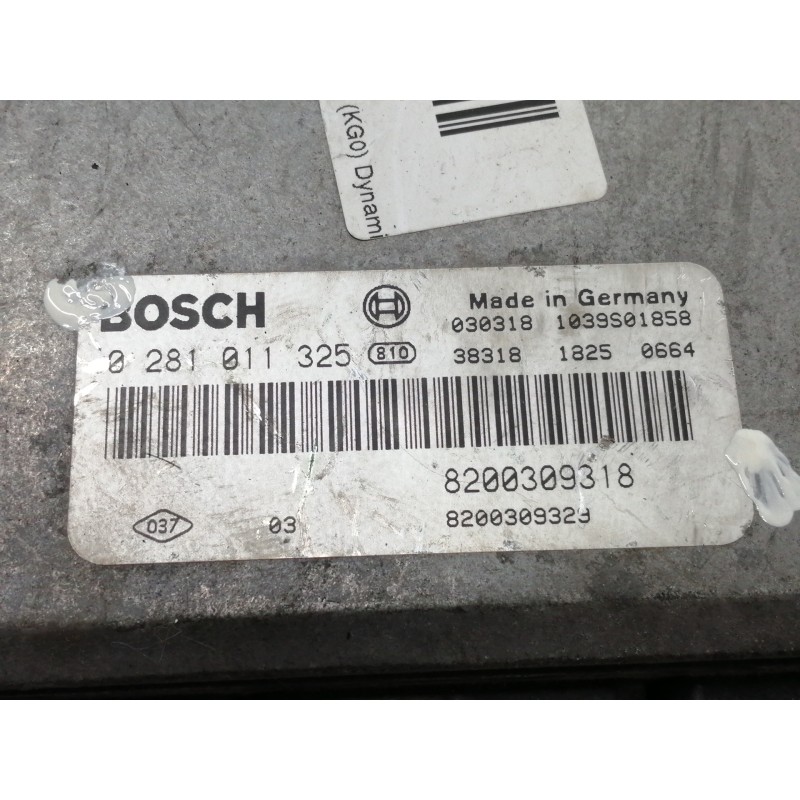 (KG0) Dynami
BOSCH
Made in Germany
030318 1039S01858
0 281 011 325 810 38318 1825 0664
8200309318
037 03 8200309329